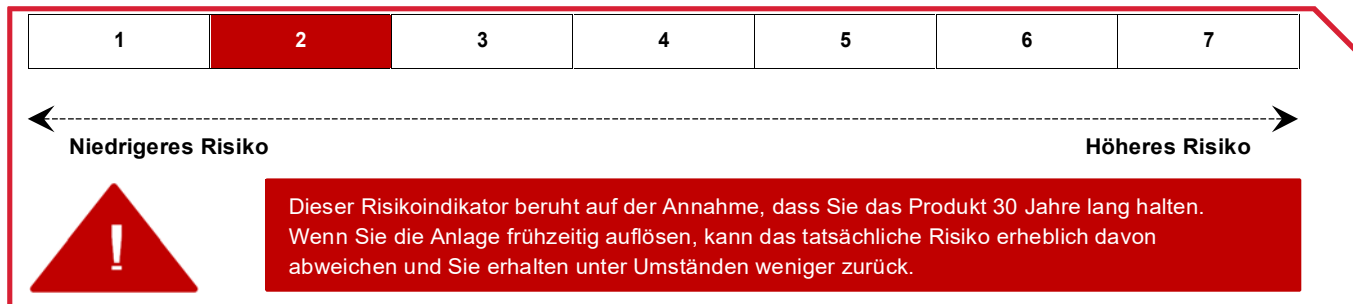 1 2 3 4 5 6 7
Niedrigeres Risiko Höheres Risiko
!
Dieser Risikoindikator beruht auf der Annahme, dass Sie das Produkt 30 Jahre lang halten.
Wenn Sie die Anlage frühzeitig auflösen, kann das tatsächliche Risiko erheblich davon
abweichen und Sie erhalten unter Umständen weniger zurück.